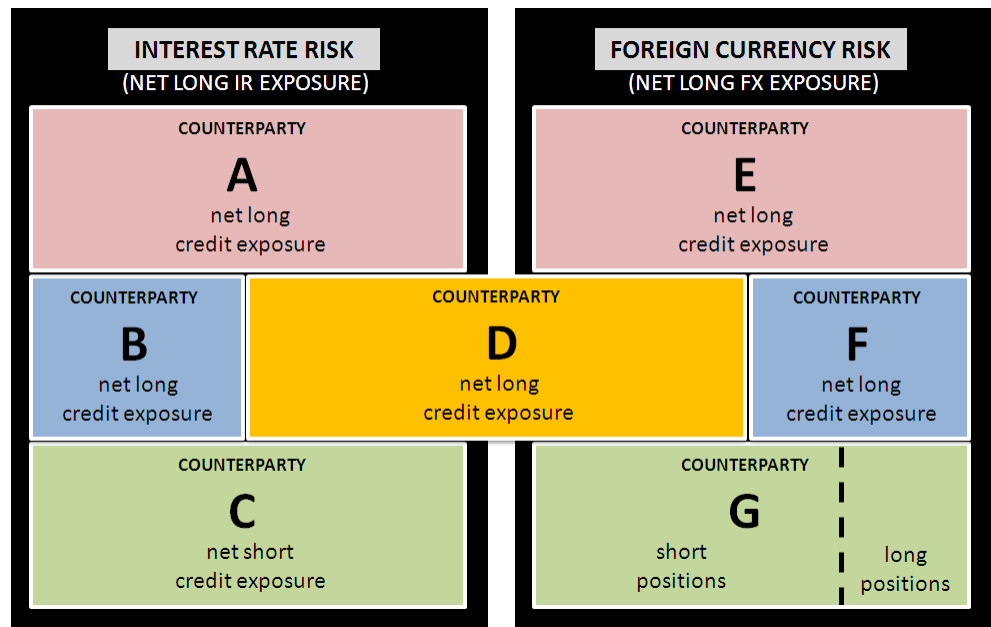 INTEREST RATE RISK
(NET LONG IR EXPOSURE)
COUNTERPARTY
A
net long
credit exposure
COUNTERPARTY
B
net long
credit exposure
COUNTERPARTY
C
net short
credit exposure
COUNTERPARTY
D
net long
credit exposure
FOREIGN CURRENCY RISK
(NET LONG FX EXPOSURE)
COUNTERPARTY
E
net long
credit exposure
COUNTERPARTY
F
net long
credit exposure
COUNTERPARTY
G
short
positions
long
positions